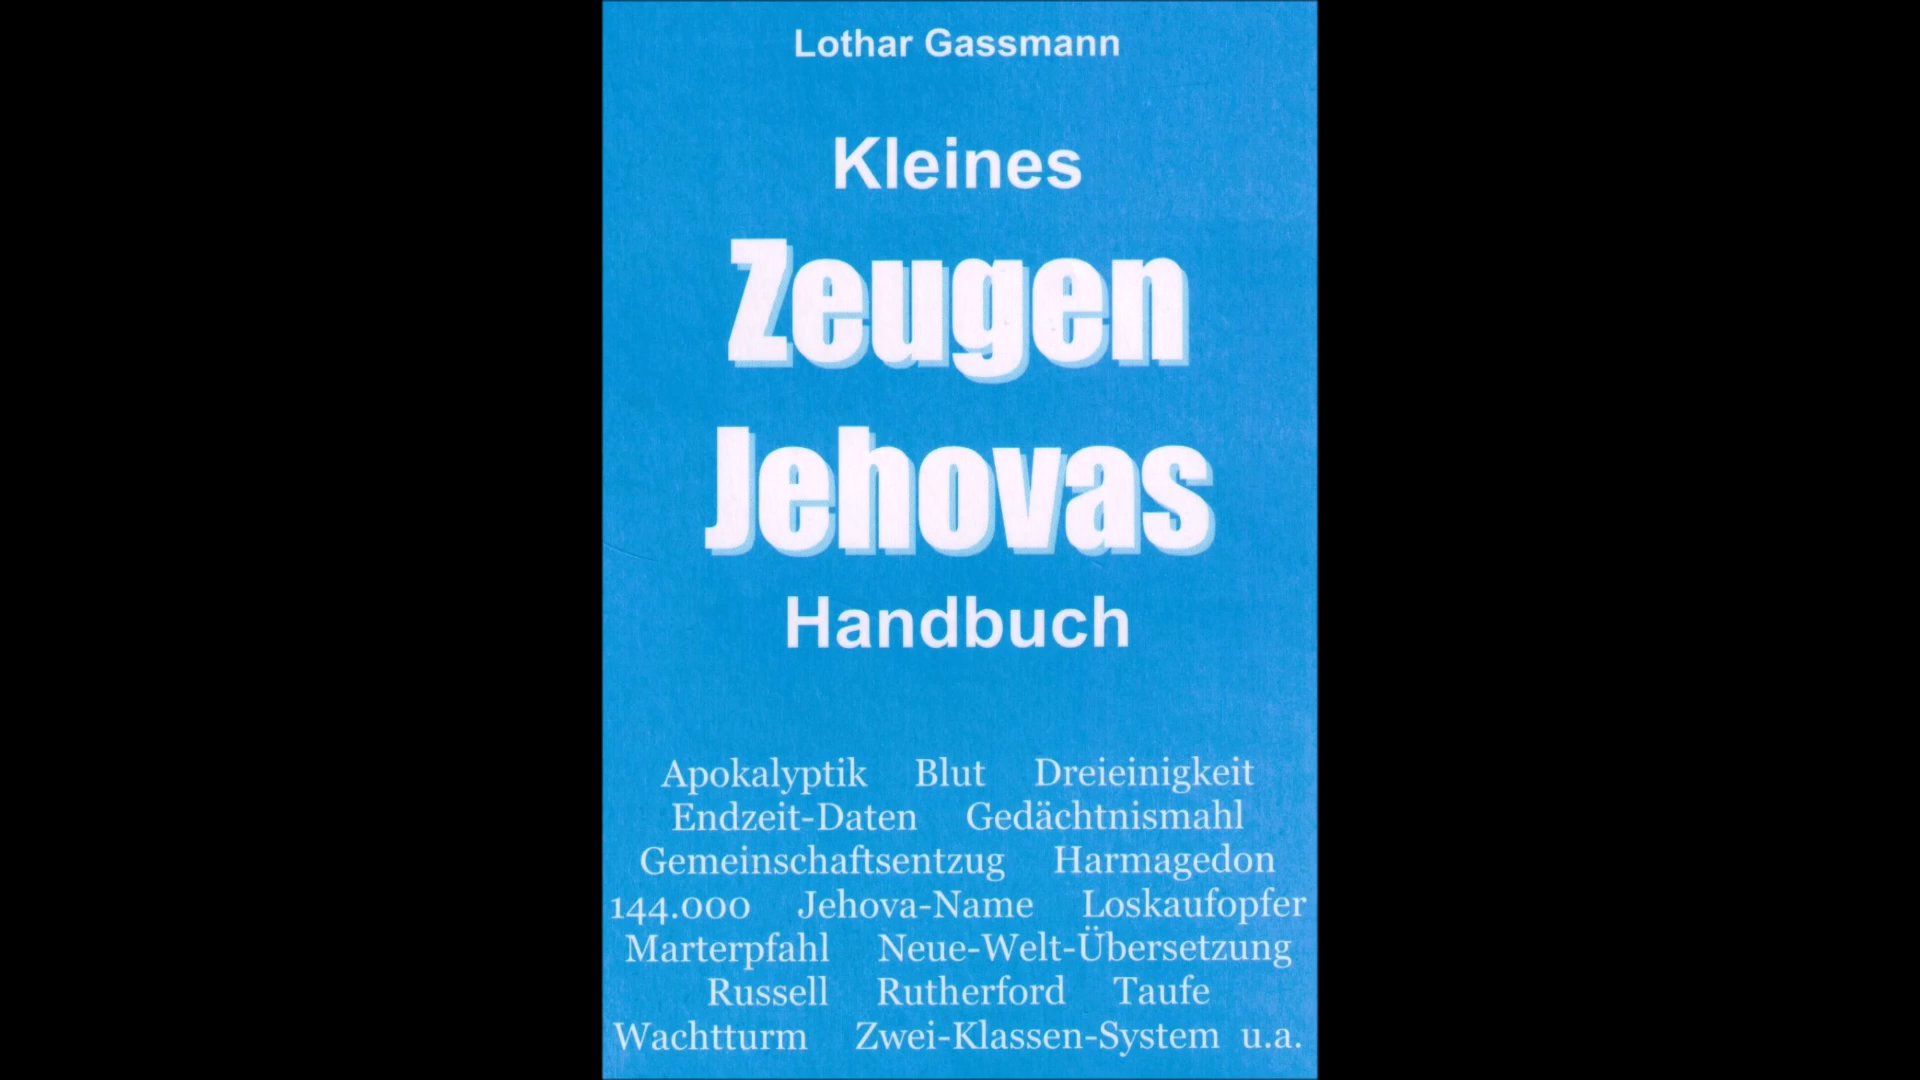 Lothar Gassmann
Kleines
Zeugen
Jehovas
Handbuch
Apokalyptik Blut Dreieinigkeit
Endzeit-Daten Gedächtnismahl
Gemeinschaftsentzug Harmagedon
144.000 Jehova-Name Loskaufopfer
Marterpfahl Neue-Welt-Übersetzung
Russell Rutherford Taufe
Wachtturm Zwei-Klassen-System u.a.